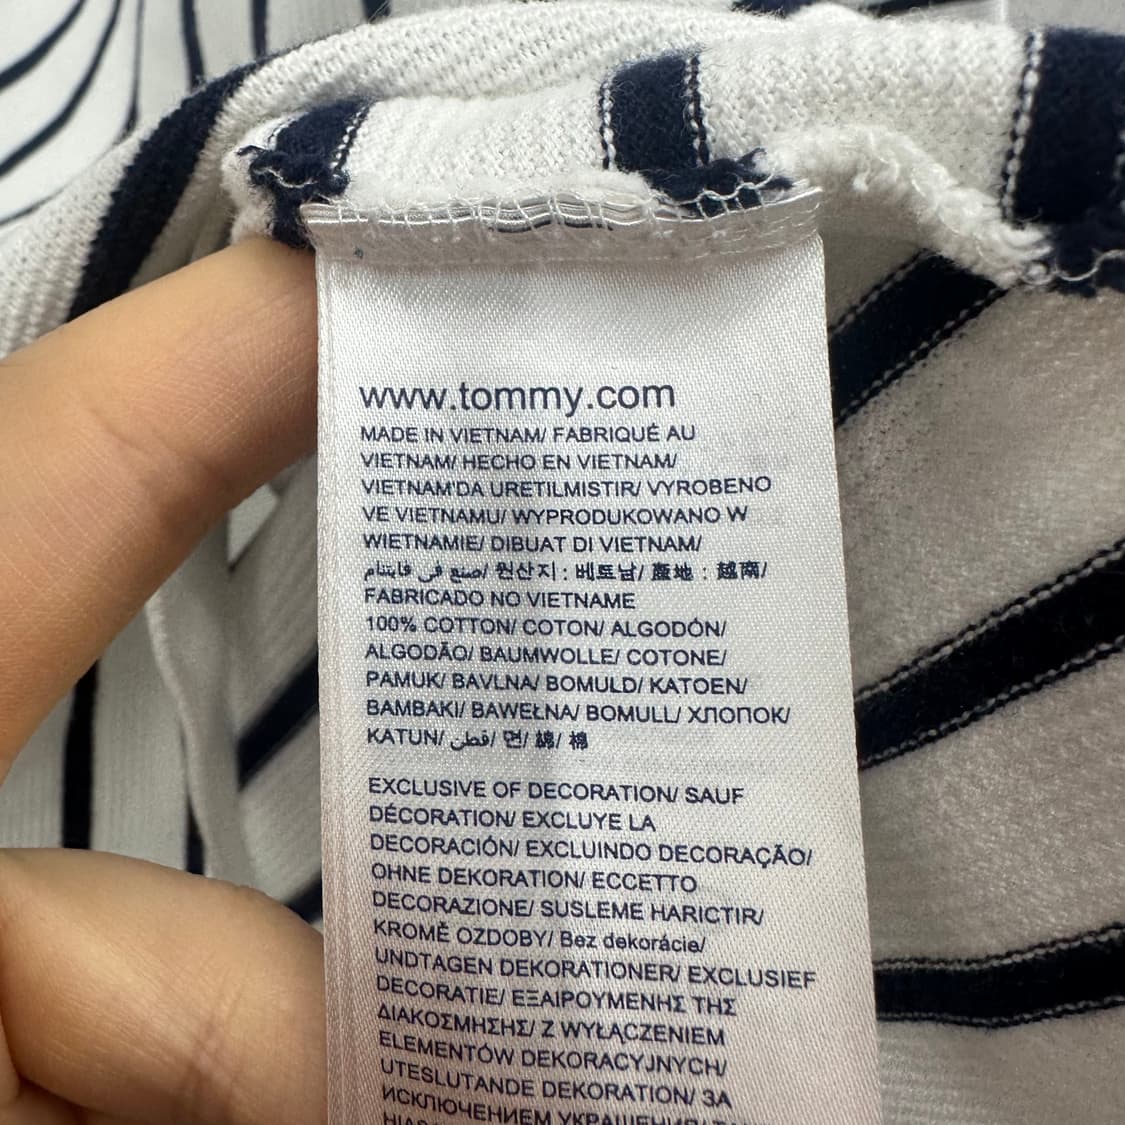 www.tommy.com
MADE IN VIETNAM/ FABRIQUÉ AU
VIETNAM/ HECHO EN VIETNAM/
VIETNAM'DA URETILMISTIR/ VYROBENO
VE VIETNAMU/ WYPRODUKOWANO W
WIETNAMIE/ DIBUAT DI VIETNAM/
صنع في فايتنام/ 원산지 : 베트남/ 産地 : 越南/
FABRICADO NO VIETNAME
100% COTTON/ COTON/ ALGODÓN/
ALGODÃO/ BAUMWOLLE/ COTONE/
PAMUK/ BAVLNA/ BOMULD/ KATOEN/
BAMBAKI/ BAWEŁNA/ BOMULL/ ХЛОПОК/
KATUN/ قطن/ 면/ 綿/ 棉
EXCLUSIVE OF DECORATION/ SAUF
DÉCORATION/ EXCLUYE LA
DECORACIÓN/ EXCLUINDO DECORAÇÃO/
OHNE DEKORATION/ ECCETTO
DECORAZIONE/ SUSLEME HARICTIR/
KROMĚ OZDOBY/ Bez dekorácie/
UNDTAGEN DEKORATIONER/ EXCLUSIEF
DECORATIE/ ΕΞΑΙΡΟΥΜΕΝΗΣ ΤΗΣ
ΔΙΑΚΟΣΜΗΣΗΣ/ Z WYŁĄCZENIEM
ELEMENTÓW DEKORACYJNYCH/
UTESLUTANDE DEKORATION/ ЗА
ИСКЛЮЧЕНИЕМ УКРАШЕНИЯ/